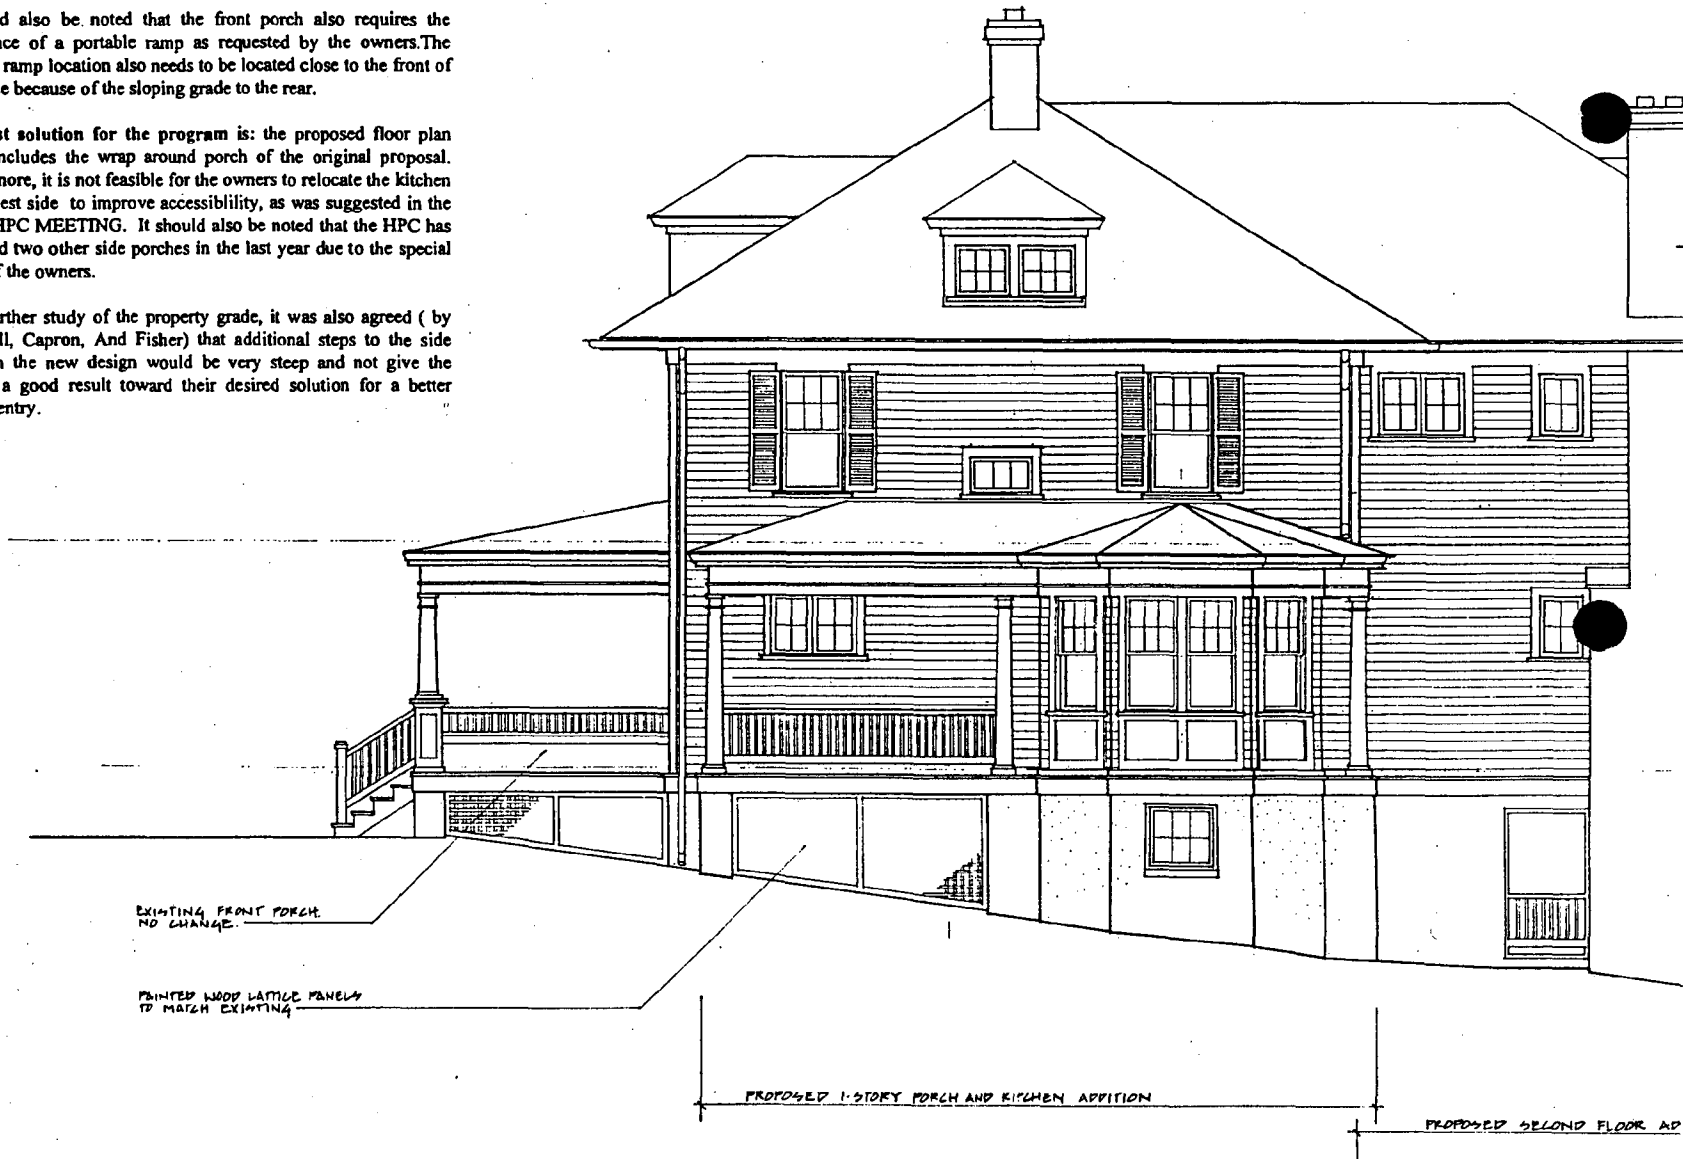 d also be noted that the front porch also requires the
ce of a portable ramp as requested by the owners.The
ramp location also needs to be located close to the front of
e because of the sloping grade to the rear.
st solution for the program is: the proposed floor plan
ncludes the wrap around porch of the original proposal.
nore, it is not feasible for the owners to relocate the kitchen
est side to improve accessiblility, as was suggested in the
HPC MEETING. It should also be noted that the HPC has
d two other side porches in the last year due to the special
f the owners.
rther study of the property grade, it was also agreed ( by
ll, Capron, And Fisher) that additional steps to the side
n the new design would be very steep and not give the
a good result toward their desired solution for a better
entry.
EXISTING FRONT PORCH.
NO CHANGE.
PAINTED WOOD LATTICE PANELS
TO MATCH EXISTING
PROPOSED 1-STORY PORCH AND KITCHEN ADDITION
PROPOSED SECOND FLOOR AD